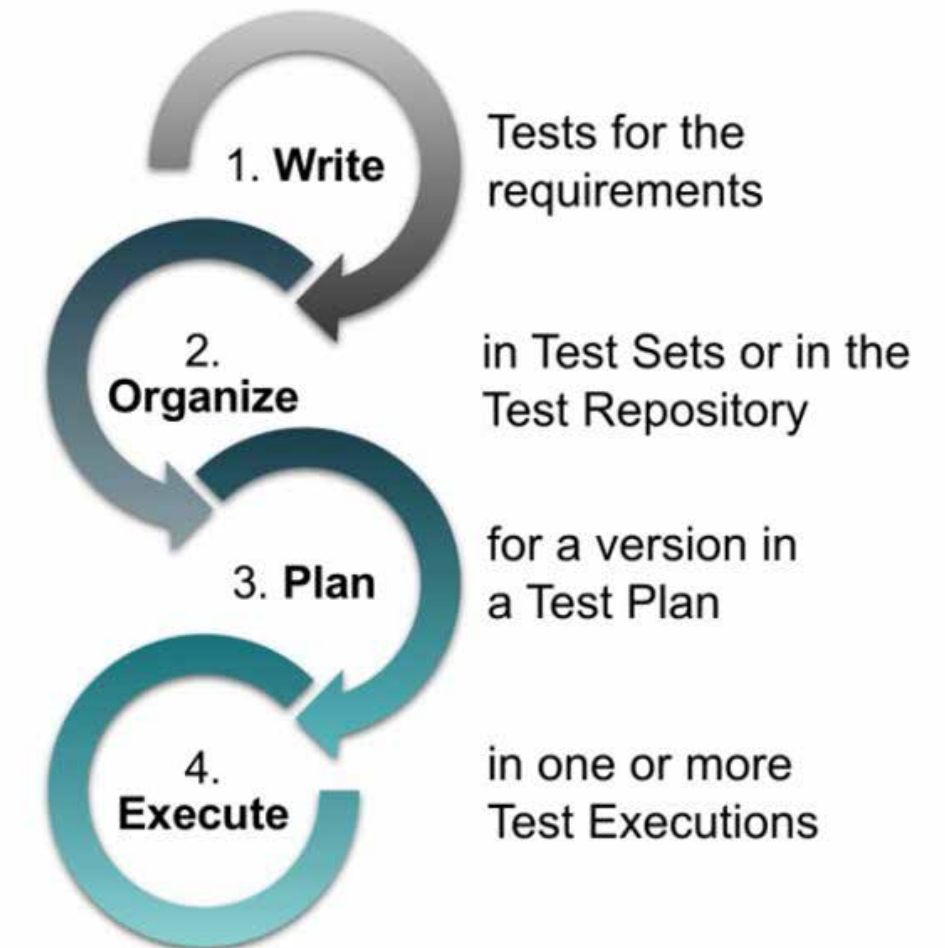 1. Write
Tests for the
requirements
2.
Organize
in Test Sets or in the
Test Repository
3. Plan
for a version in
a Test Plan
4.
Execute
in one or more
Test Executions